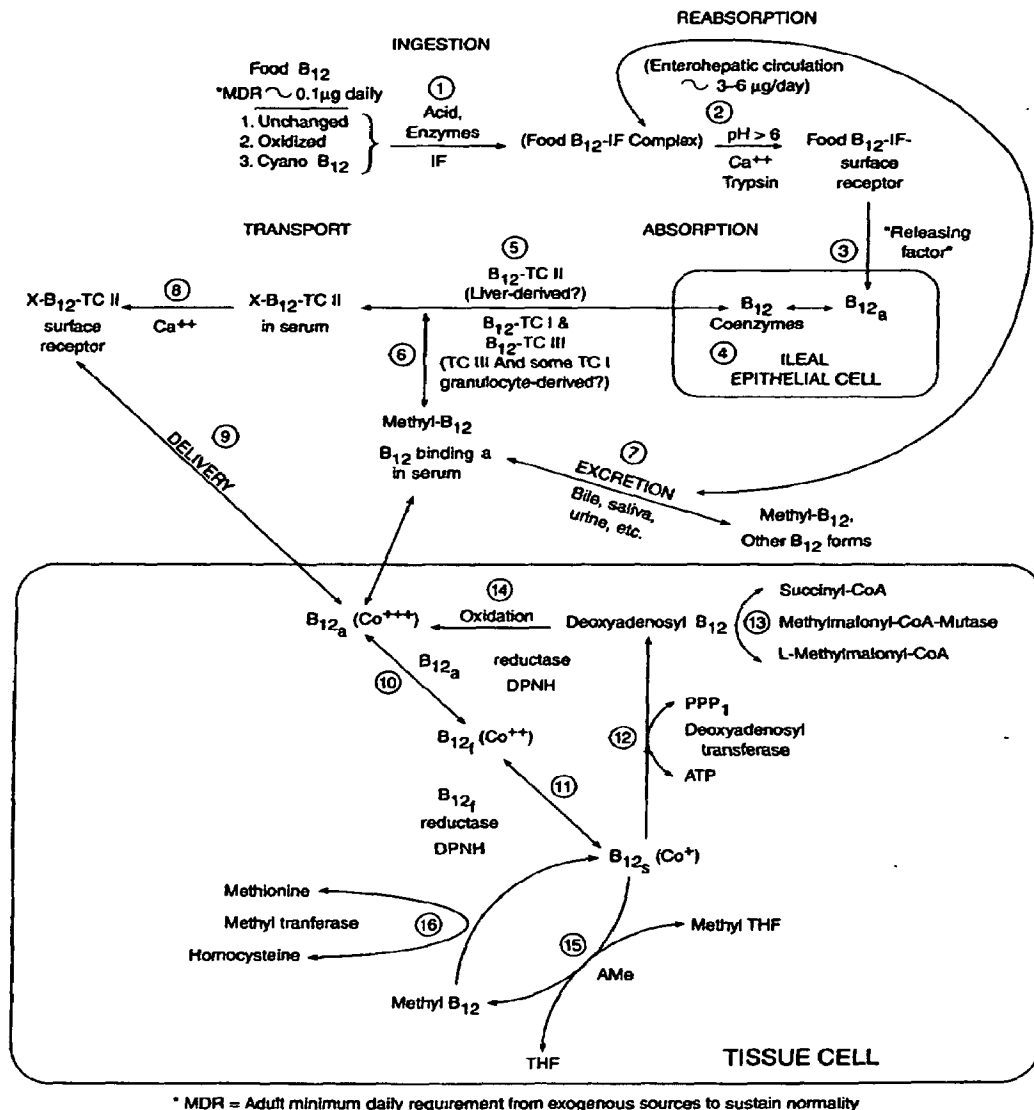 REABSORPTION
INGESTION
Food B12
*MDR ~ 0.1µg daily
1. Unchanged
2. Oxidized
3. Cyano B12
1
Acid,
Enzymes
IF
(Enterohepatic circulation
~ 3–6 µg/day)
(Food B12-IF Complex)
2
pH > 6
Ca++
Trypsin
Food B12-IF-
surface
receptor
TRANSPORT
ABSORPTION
3
"Releasing
factor"
X-B12-TC II
surface
receptor
8
Ca++
X-B12-TC II
in serum
5
B12-TC II
(Liver-derived?)
B12-TC I &
B12-TC III
(TC III And some TC I
granulocyte-derived?)
B12
Coenzymes
B12a
4
ILEAL
EPITHELIAL CELL
6
Methyl-B12
B12 binding a
in serum
9
DELIVERY
7
EXCRETION
Bile, saliva,
urine, etc.
Methyl-B12,
Other B12 forms
B12a (Co+++)
14
Oxidation
Deoxyadenosyl B12
Succinyl-CoA
13 Methylmalonyl-CoA-Mutase
L-Methylmalonyl-CoA
10
B12a reductase
DPNH
B12f (Co++)
12
PPP1
Deoxyadenosyl
transferase
ATP
11
B12f
reductase
DPNH
B12s (Co+)
Methionine
Methyl tranferase
Homocysteine
16
15
Methyl THF
AMe
Methyl B12
THF
TISSUE CELL
* MDR = Adult minimum daily requirement from exogenous sources to sustain normality